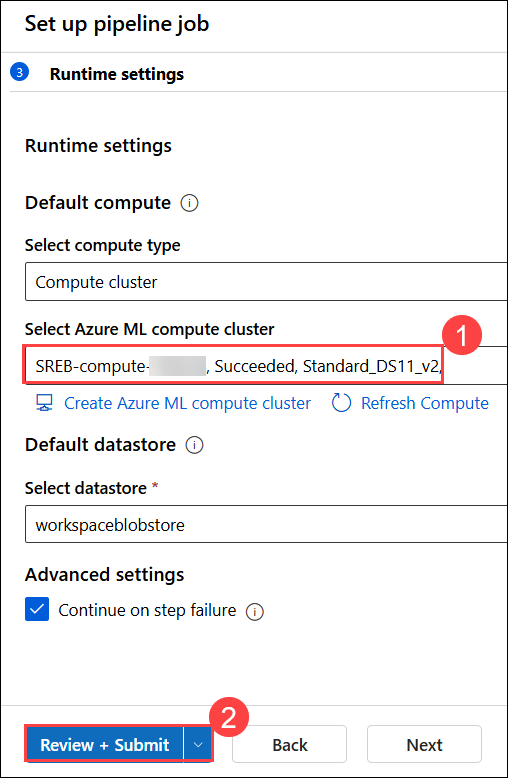 Set up pipeline job
3 Runtime settings
Runtime settings
Default compute
Select compute type
Compute cluster
Select Azure ML compute cluster
1
SREB-compute- , Succeeded, Standard_DS11_v2,
Create Azure ML compute cluster Refresh Compute
Default datastore
Select datastore *
workspaceblobstore
Advanced settings
Continue on step failure
2
Review + Submit Back Next